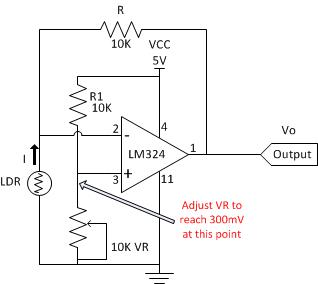 R
10K
VCC
5V
R1
10K
I
LDR
2
-
3
+
LM324
4
1
11
Vo
Output
Adjust VR to
reach 300mV
at this point
10K VR